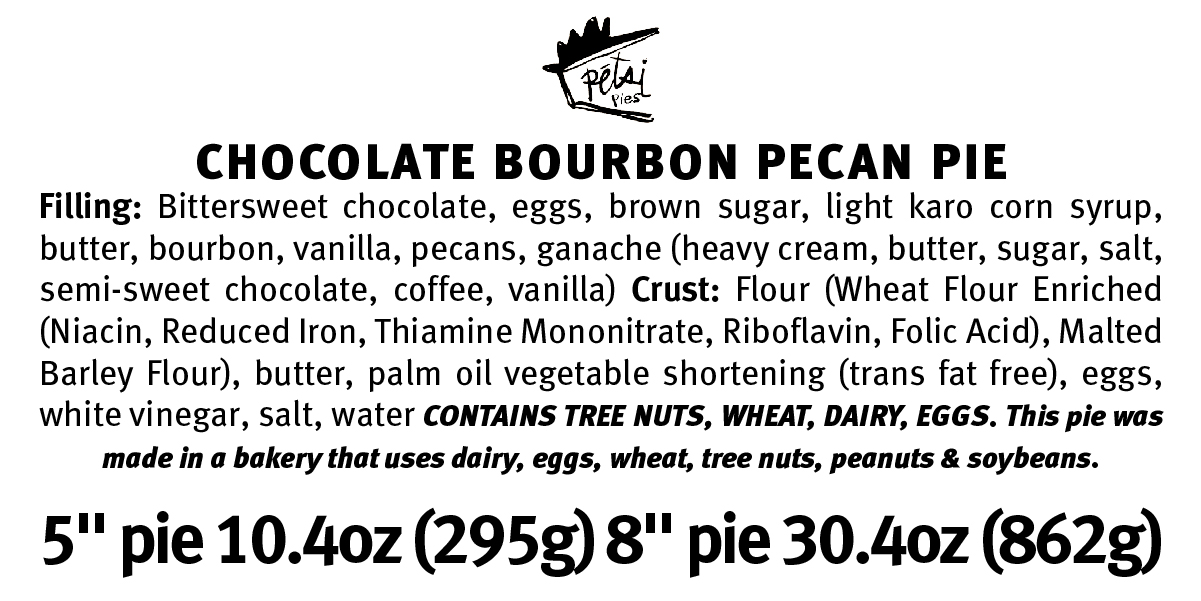 pétsi
pies
CHOCOLATE BOURBON PECAN PIE
Filling: Bittersweet chocolate, eggs, brown sugar, light karo corn syrup,
butter, bourbon, vanilla, pecans, ganache (heavy cream, butter, sugar, salt,
semi-sweet chocolate, coffee, vanilla) Crust: Flour (Wheat Flour Enriched
(Niacin, Reduced Iron, Thiamine Mononitrate, Riboflavin, Folic Acid), Malted
Barley Flour), butter, palm oil vegetable shortening (trans fat free), eggs,
white vinegar, salt, water CONTAINS TREE NUTS, WHEAT, DAIRY, EGGS. This pie was
made in a bakery that uses dairy, eggs, wheat, tree nuts, peanuts & soybeans.
5" pie 10.4oz (295g) 8" pie 30.4oz (862g)